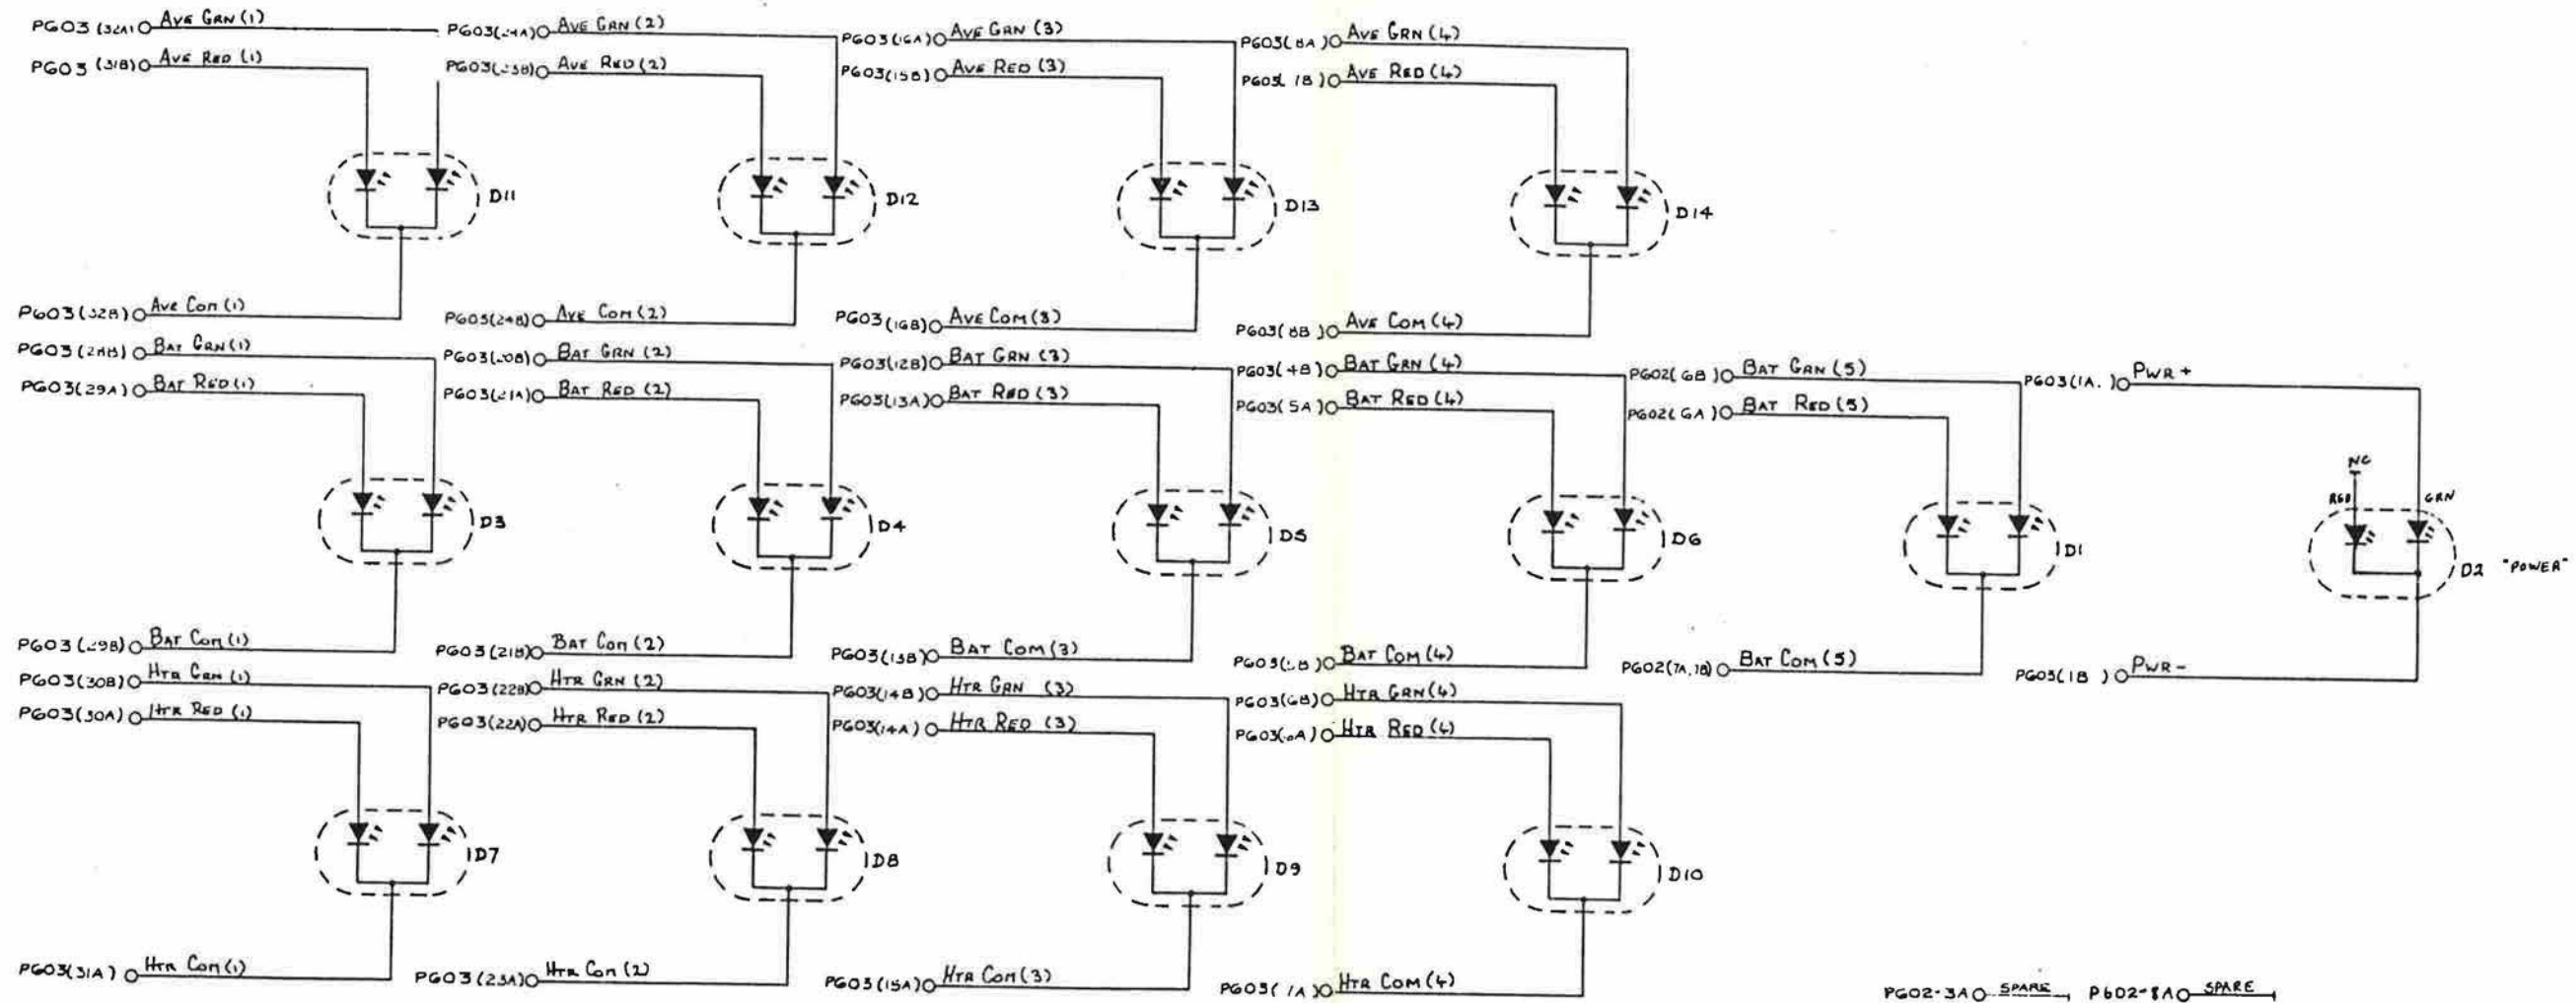 PG03 (32A) AVE GRN (1)
PG03 (31B) AVE RED (1)
D11
PG03 (32B) AVE COM (1)
PG03 AVE GRN (2)
PG03 AVE RED (2)
D12
PG03 (24B) AVE COM (2)
PG03 (16A) AVE GRN (3)
PG03 (15B) AVE RED (3)
D13
PG03 (16B) AVE COM (3)
PG03 (8A) AVE GRN (4)
AVE RED (4)
D14
PG03 (8B) AVE COM (4)
PG03 BAT GRN (1)
PG03 (29A) BAT RED (1)
D3
PG03 BAT COM (1)
PG03 BAT GRN (2)
PG03 BAT RED (2)
D4
PG03 (21B) BAT COM (2)
PG03 (12B) BAT GRN (3)
PG03 (13A) BAT RED (3)
D5
PG03 (13B) BAT COM (3)
PG03 (4B) BAT GRN (4)
PG03 (5A) BAT RED (4)
D6
PG03 BAT COM (4)
PG02 (6B) BAT GRN (5)
PG02 (6A) BAT RED (5)
D1
PG02 BAT COM (5)
PG03 (1A) PWR +
NC
RED
GRN
D2 "POWER"
PG03 (1B) PWR -
PG03 (30B) HTR GRN (1)
PG03 (30A) HTR RED (1)
D7
PG03 (31A) HTR COM (1)
PG03 (22B) HTR GRN (2)
PG03 (22A) HTR RED (2)
D8
PG03 (23A) HTR COM (2)
PG03 (14B) HTR GRN (3)
PG03 (14A) HTR RED (3)
D9
PG03 (15A) HTR COM (3)
PG03 (6B) HTR GRN (4)
PG03 HTR RED (4)
D10
PG03 HTR COM (4)
PG02-3A SPARE
PG02-8A SPARE